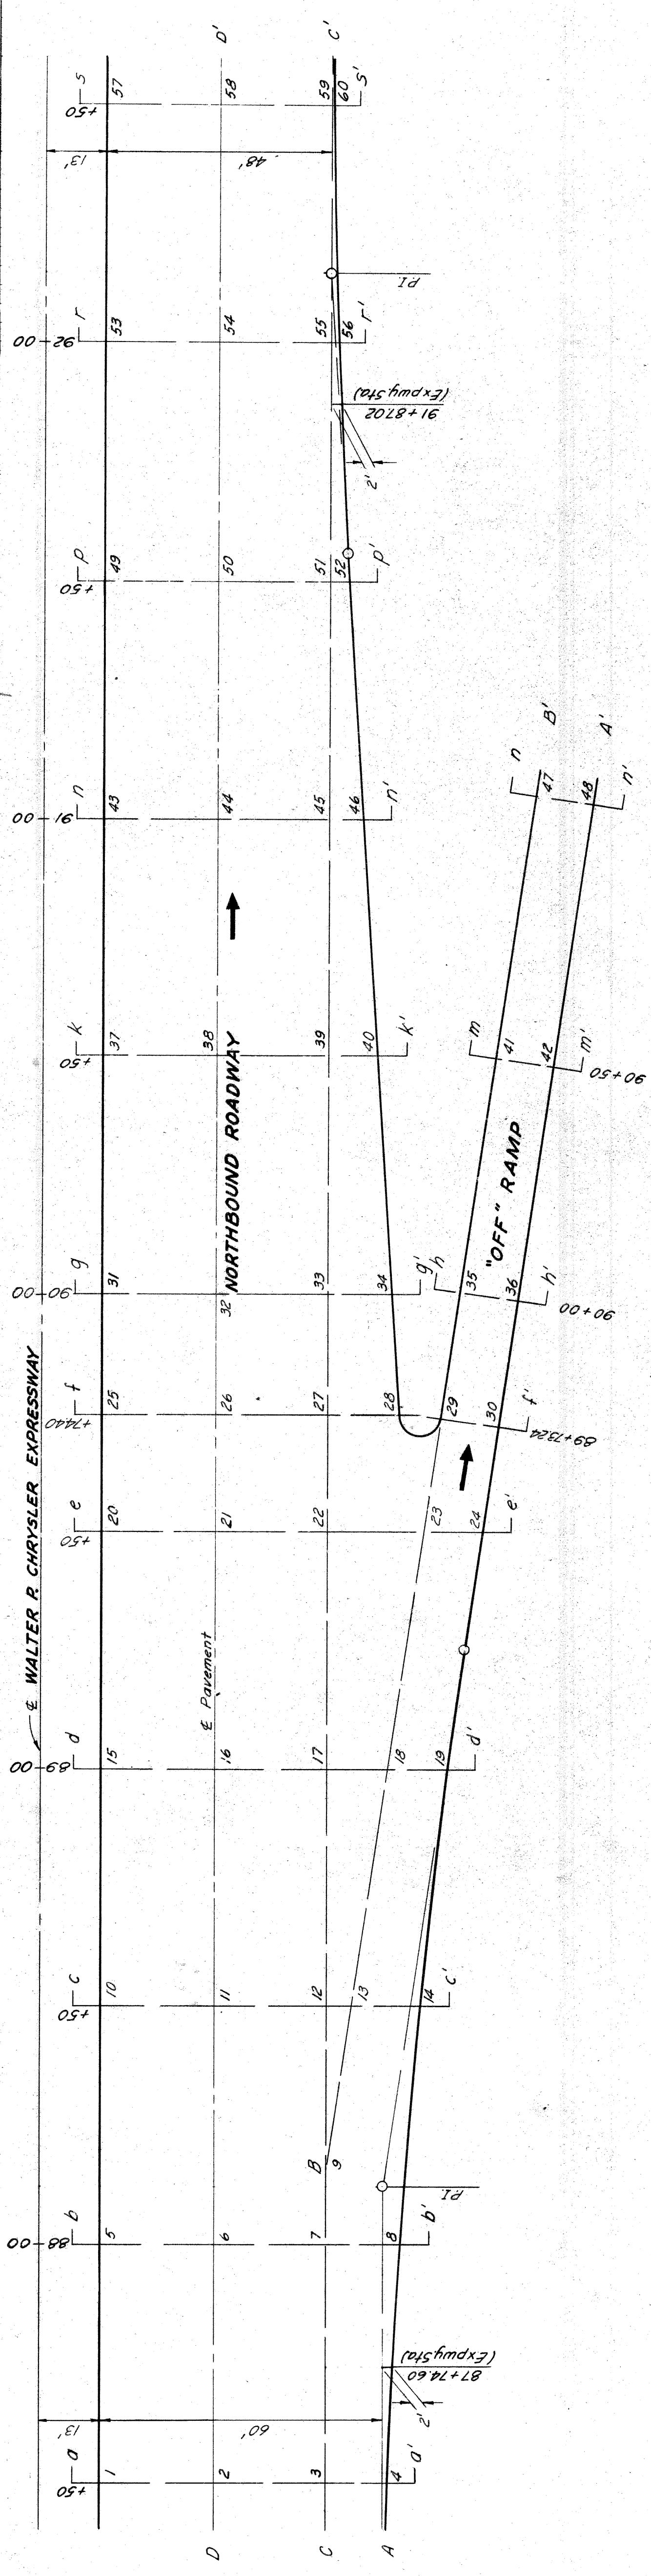 D'
C'
s
+50
57
58
59
60
s'
13'
48'
P.I.
r
92+00
53
54
55
56
r'
91+87.02
(Expwy. Sta)
2'
p
+50
49
50
51
52
p'
n
91+00
43
44
45
46
n'
n
47
B'
48
A'
n'
k
+50
37
38
39
40
k'
m
41
42
m'
90+50
NORTHBOUND ROADWAY
"OFF" RAMP
g
90+00
31
32
33
34
g'
h
35
36
h'
90+00
℄ WALTER P. CHRYSLER EXPRESSWAY
f
+74.40
25
26
27
28
29
30
f'
89+73.24
e
+50
20
21
22
23
24
e'
℄ Pavement
d
89+00
15
16
17
18
19
d'
c
+50
10
11
12
13
14
c'
B
9
P.I.
b
88+00
5
6
7
8
b'
87+74.60
(Expwy. Sta)
2'
13'
60'
a
+50
1
2
3
4
a'
D
C
A